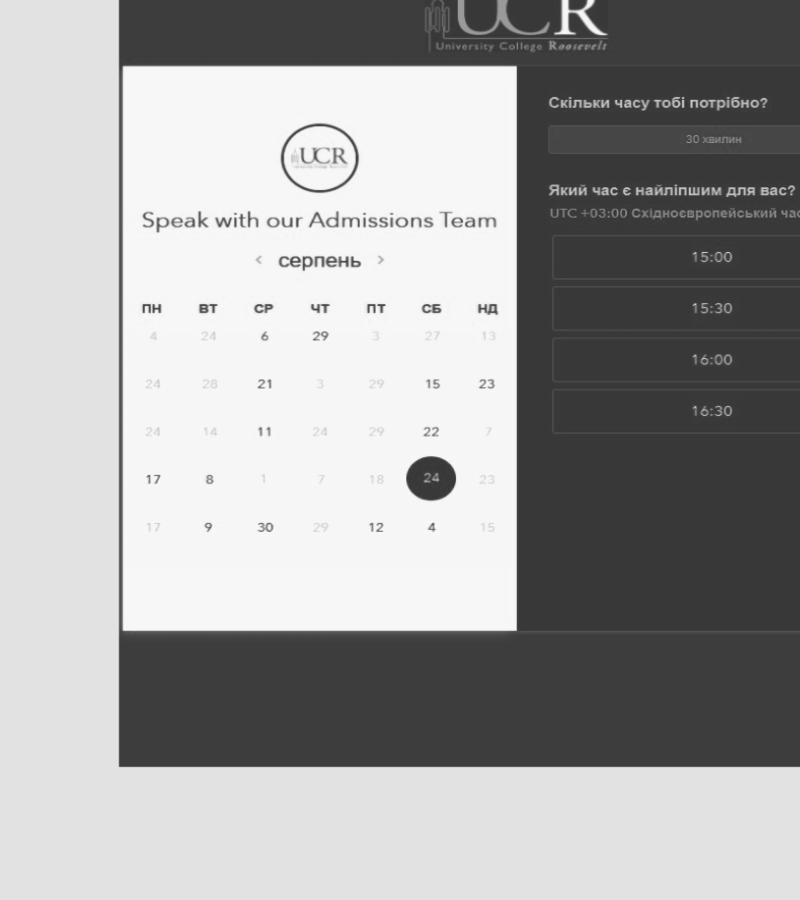 UCR
University College Roosevelt
UCR
Speak with our Admissions Team
< серпень >
ПН ВТ СР ЧТ ПТ СБ НД
4 24 6 29 3 27 13
24 28 21 3 29 15 23
24 14 11 24 29 22 7
17 8 1 7 18 24 23
17 9 30 29 12 4 15
Скільки часу тобі потрібно?
30 хвилин
Який час є найліпшим для вас?
UTC +03:00 Східноєвропейський час
15:00
15:30
16:00
16:30